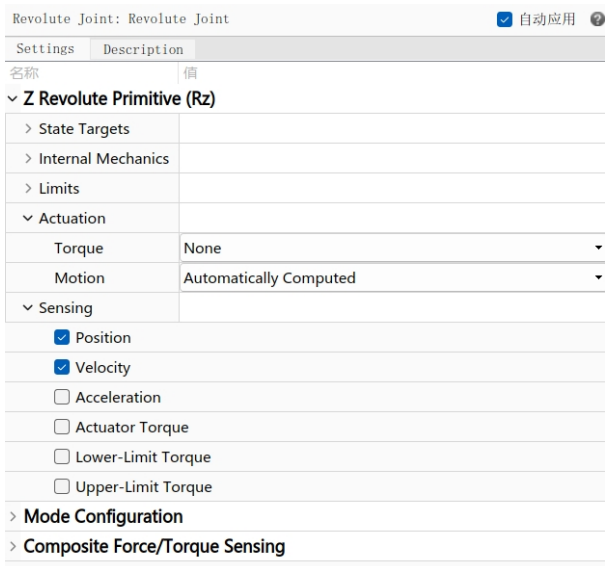 Revolute Joint: Revolute Joint 自动应用
Settings Description
名称 值
Z Revolute Primitive (Rz)
State Targets
Internal Mechanics
Limits
Actuation
Torque None
Motion Automatically Computed
Sensing
Position
Velocity
Acceleration
Actuator Torque
Lower-Limit Torque
Upper-Limit Torque
Mode Configuration
Composite Force/Torque Sensing